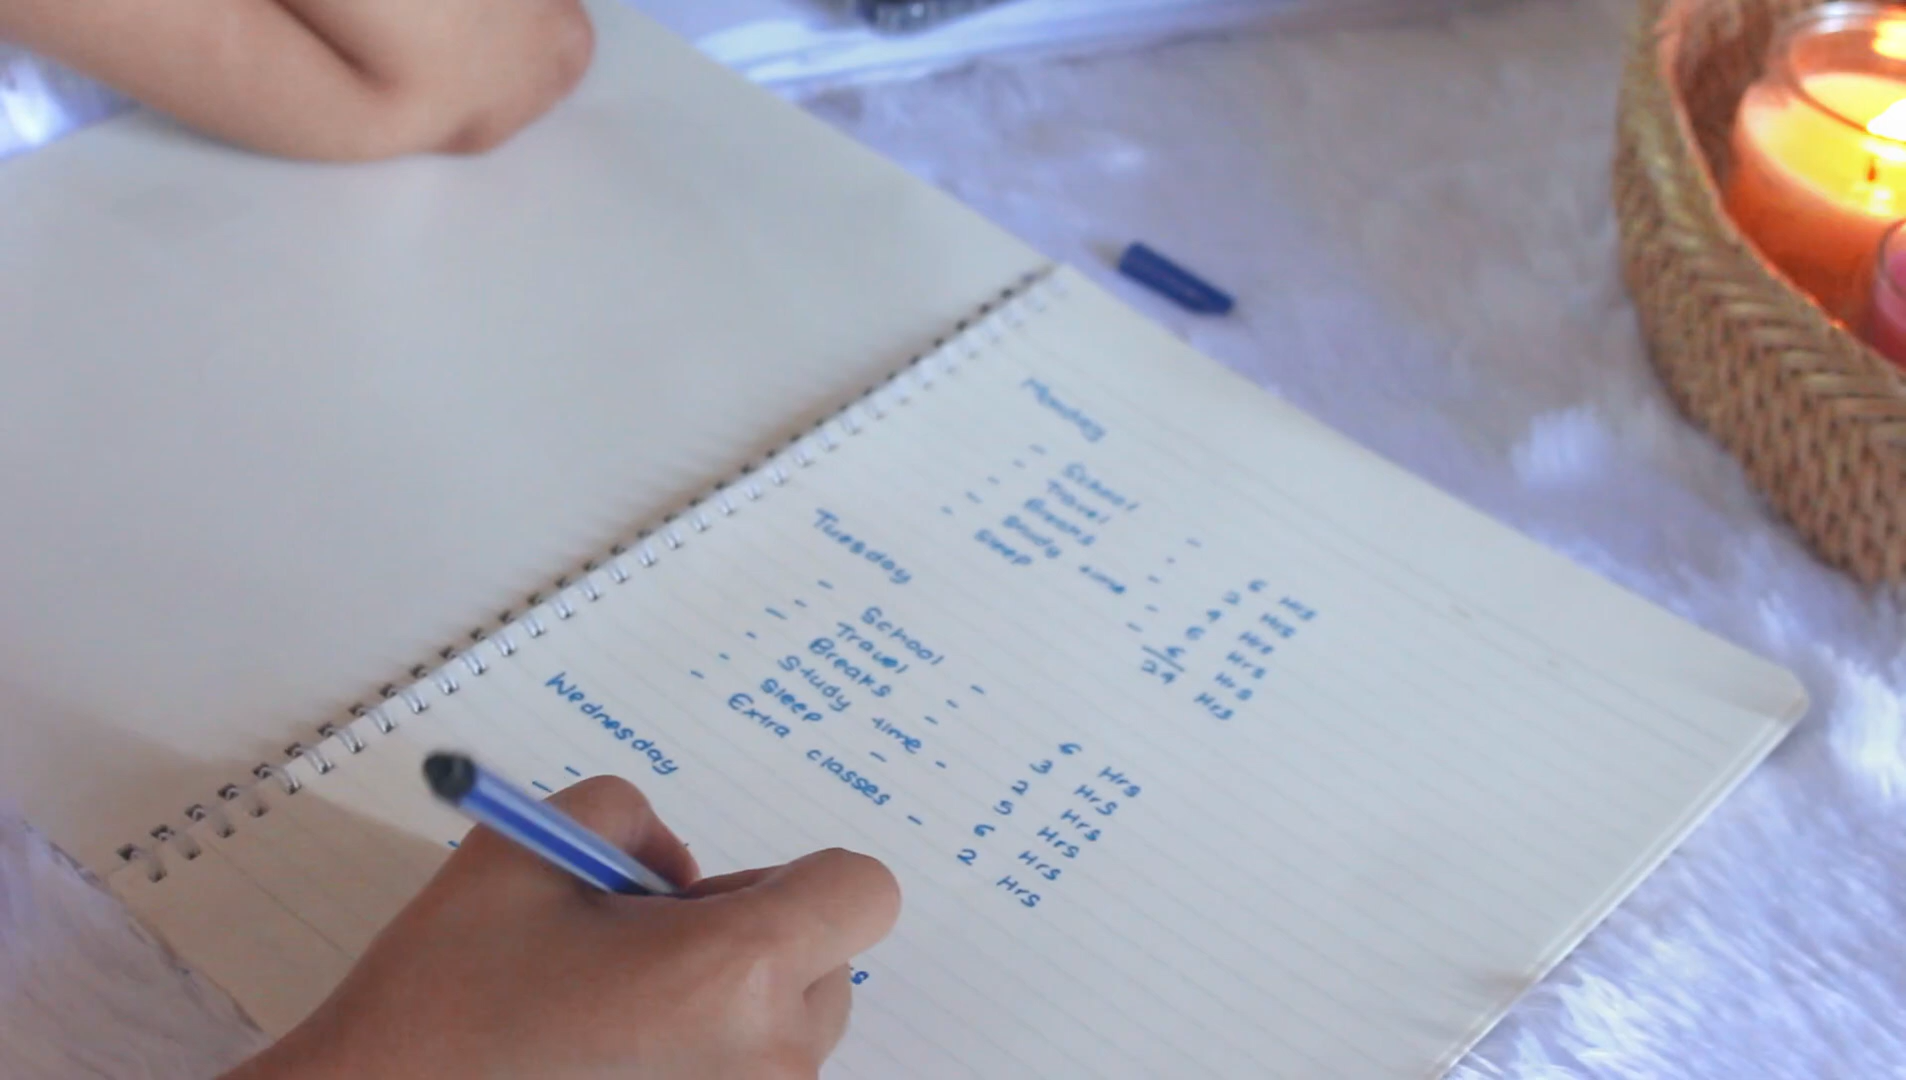 Monday
- School - 6 Hrs
- Travel - 2 Hrs
- Breaks - 4 Hrs
- Study time - 6 Hrs
- Sleep - 6 Hrs
24 Hrs
Tuesday
- School - 6 Hrs
- Travel - 3 Hrs
- Breaks - 2 Hrs
- Study time - 5 Hrs
- Sleep - 6 Hrs
- Extra classes - 2 Hrs
Wednesday